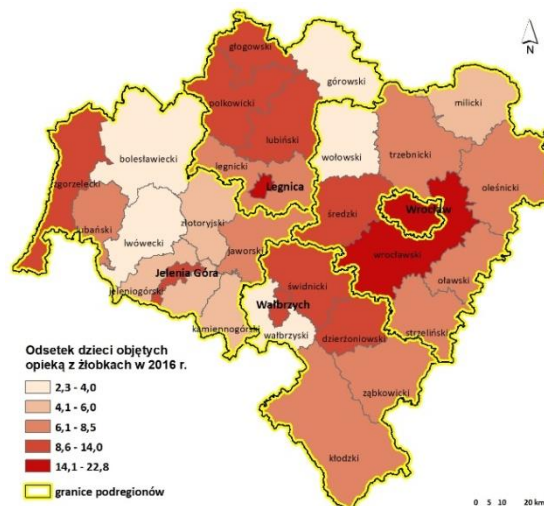 N
głogowski
górowski
polkowicki
milicki
lubiński
bolesławiecki
wołowski
trzebnicki
legnicki
zgorzelecki
Legnica
oleśnicki
lubański
złotoryjski
średzki
Wrocław
lwówecki
jaworski
wrocławski
Jelenia Góra
oławski
jeleniogórski
świdnicki
kamiennogórski
Wałbrzych
strzeliński
wałbrzyski
dzierżoniowski
ząbkowicki
kłodzki
Odsetek dzieci objętych
opieką z żłobkach w 2016 r.
2,3 - 4,0
4,1 - 6,0
6,1 - 8,5
8,6 - 14,0
14,1 - 22,8
granice podregionów
0 5 10 20 km